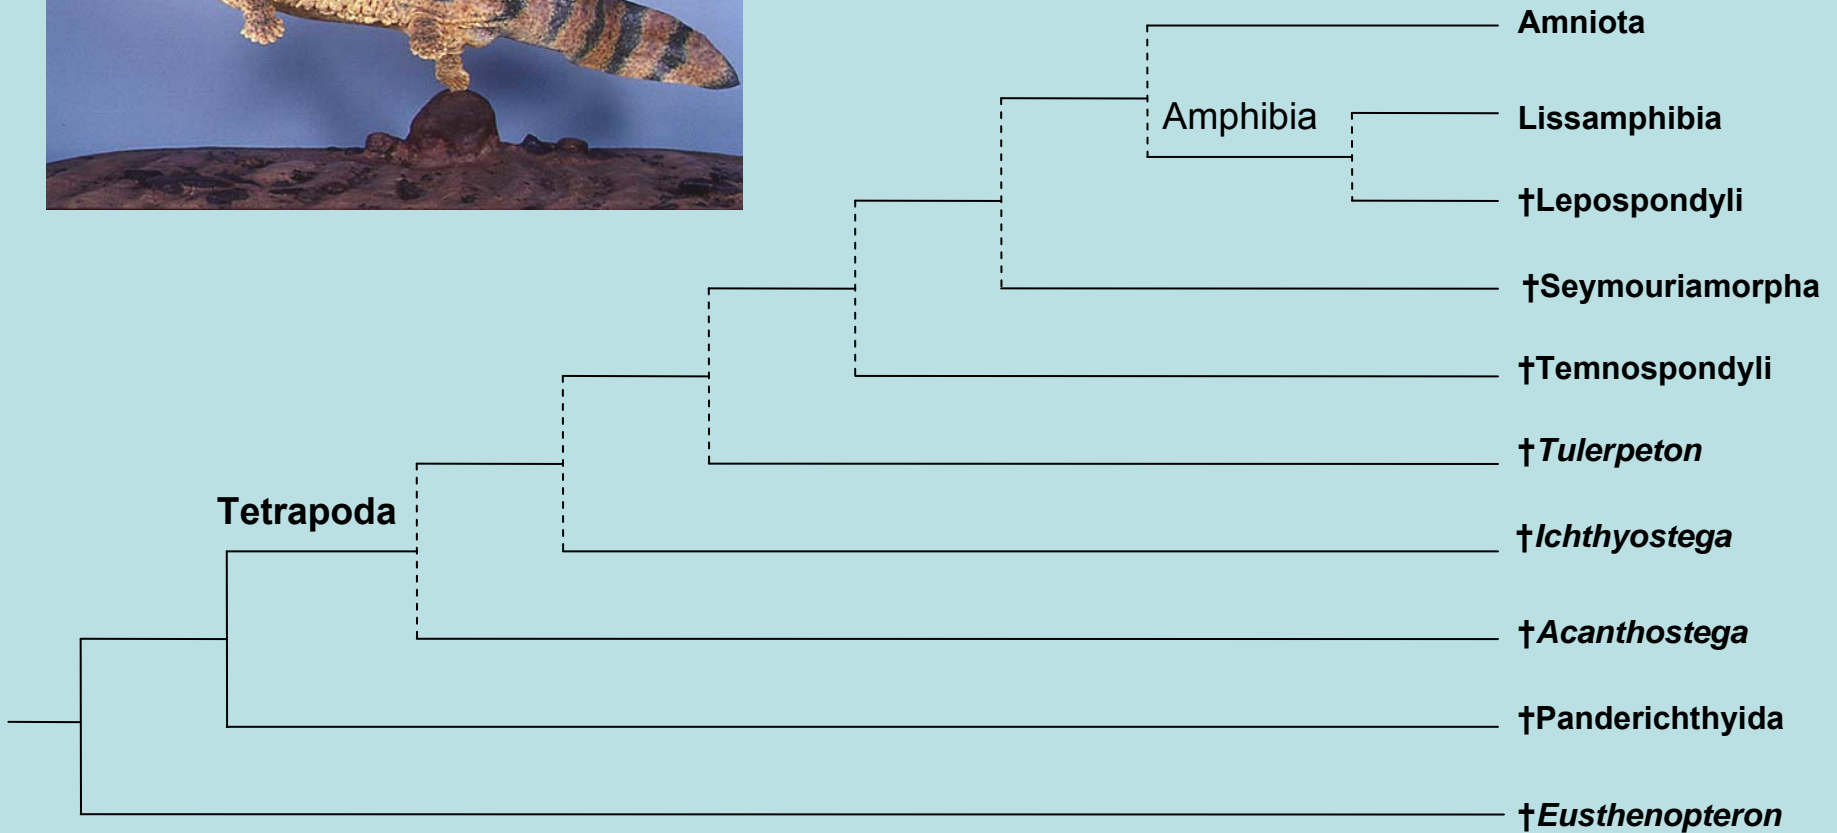 Amniota
Amphibia
Lissamphibia
†Lepospondyli
†Seymouriamorpha
†Temnospondyli
†Tulerpeton
Tetrapoda
†Ichthyostega
†Acanthostega
†Panderichthyida
†Eusthenopteron